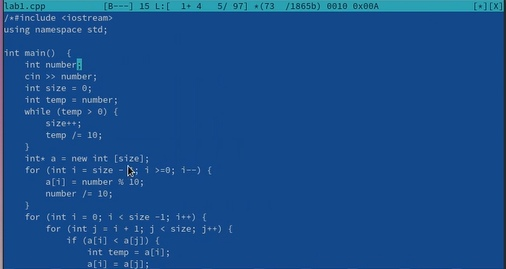 lab1.cpp [B---] 15 L:[ 1+ 4 5/ 97] *(73 /1865b) 0010 0x00A [*][X]
/*#include <iostream>
using namespace std;
int main() {
int number;
cin >> number;
int size = 0;
int temp = number;
while (temp > 0) {
size++;
temp /= 10;
}
int* a = new int [size];
for (int i = size - ; i >=0; i--) {
a[i] = number % 10;
number /= 10;
}
for (int i = 0; i < size -1; i++) {
for (int j = i + 1; j < size; j++) {
if (a[i] < a[j]) {
int temp = a[i];
a[i] = a[j];